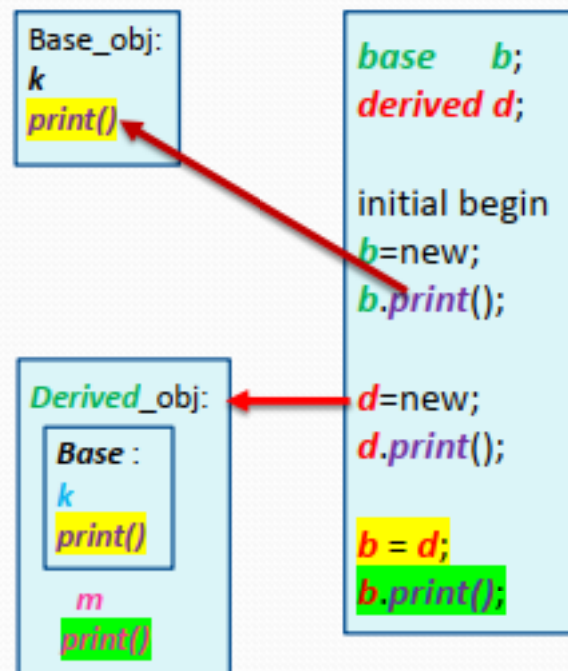 Base_obj:
k
print()
Derived_obj:
Base :
k
print()
m
print()
base b;
derived d;
initial begin
b=new;
b.print();
d=new;
d.print();
b = d;
b.print();